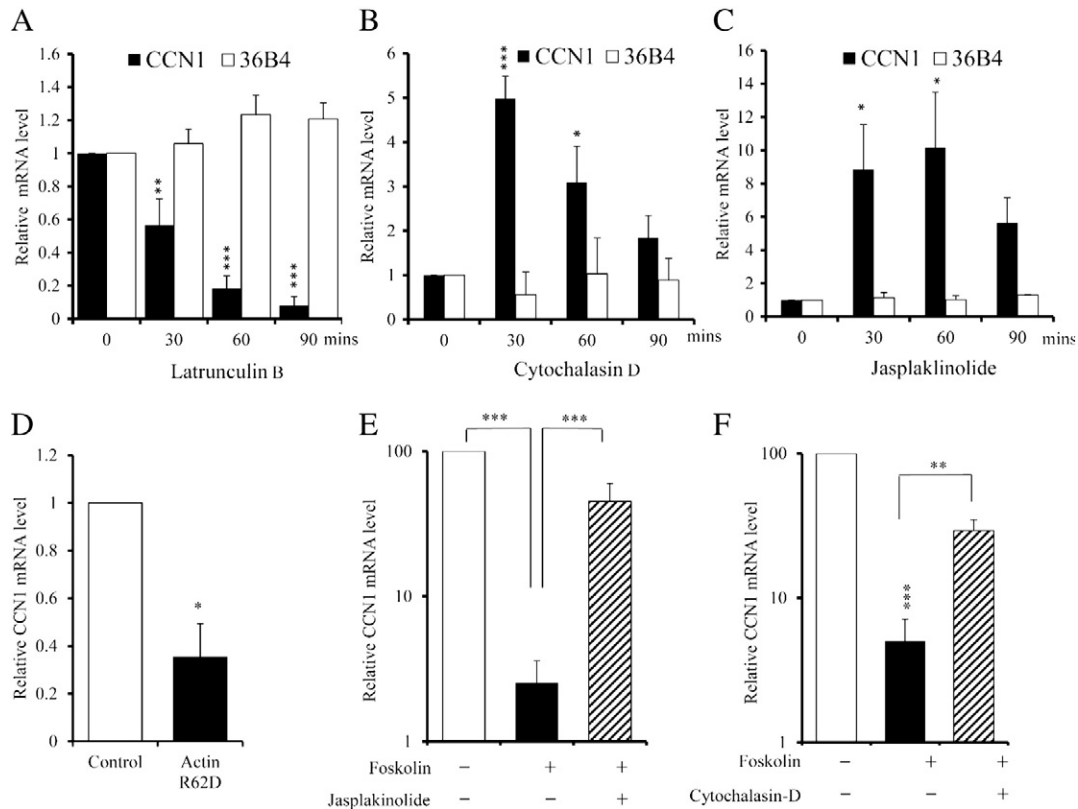 A
CCN1 36B4
Relative mRNA level
1.6
1.4
1.2
1
0.8
0.6
0.4
0.2
0
**
***
***
0 30 60 90 mins
Latrunculin B
B
CCN1 36B4
Relative mRNA level
6
5
4
3
2
1
0
***
*
0 30 60 90 mins
Cytochalasin D
C
CCN1 36B4
Relative mRNA level
16
14
12
10
8
6
4
2
0
*
*
0 30 60 90 mins
Jasplaklinolide
D
Relative CCN1 mRNA level
1.2
1
0.8
0.6
0.4
0.2
0
*
Control Actin
R62D
E
Relative CCN1 mRNA level
100
10
1
*** ***
Foskolin − + +
Jasplakinolide +
F
Relative CCN1 mRNA level
100
10
1
**
***
Foskolin − + +
Cytochalasin-D +